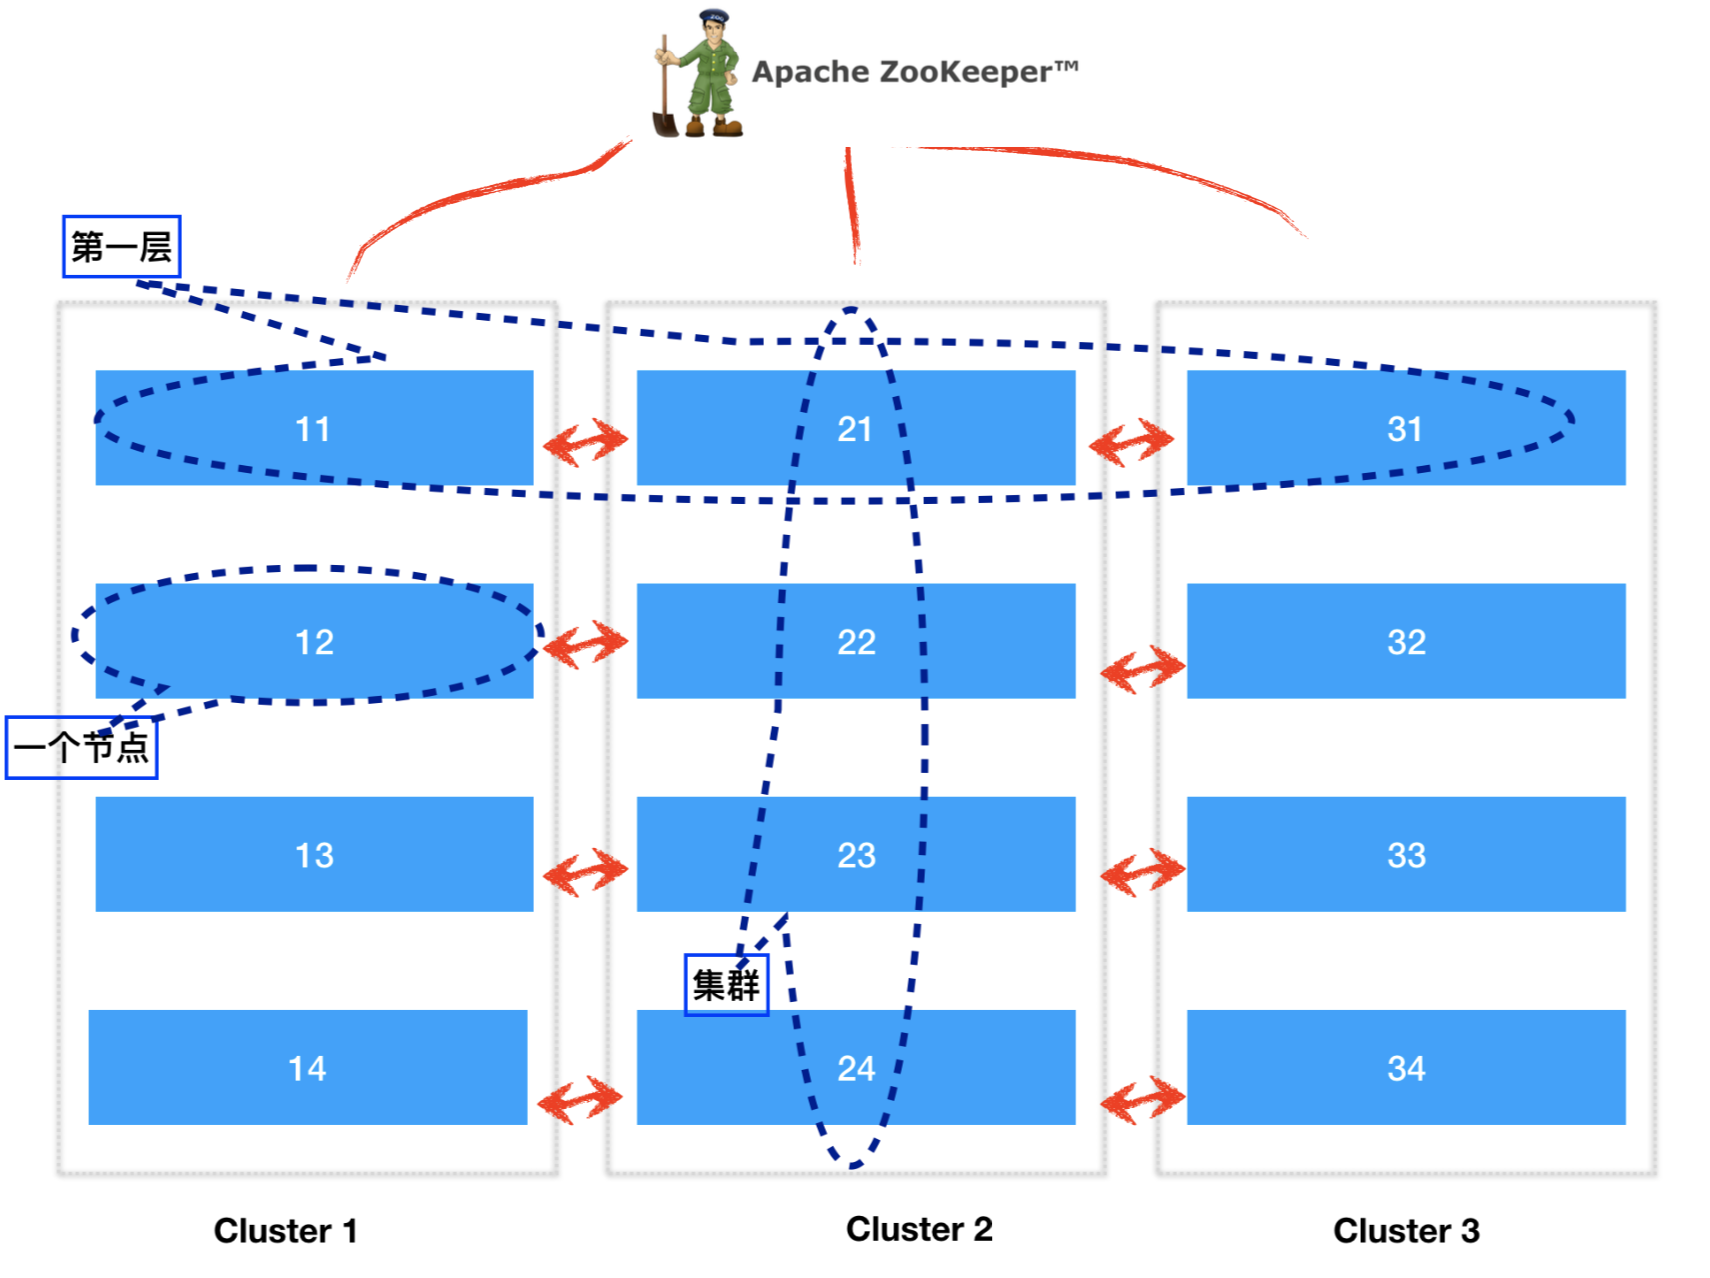 ZOO
Apache ZooKeeper™
第一层
11
21
31
12
22
32
一个节点
13
23
33
集群
14
24
34
Cluster 1
Cluster 2
Cluster 3